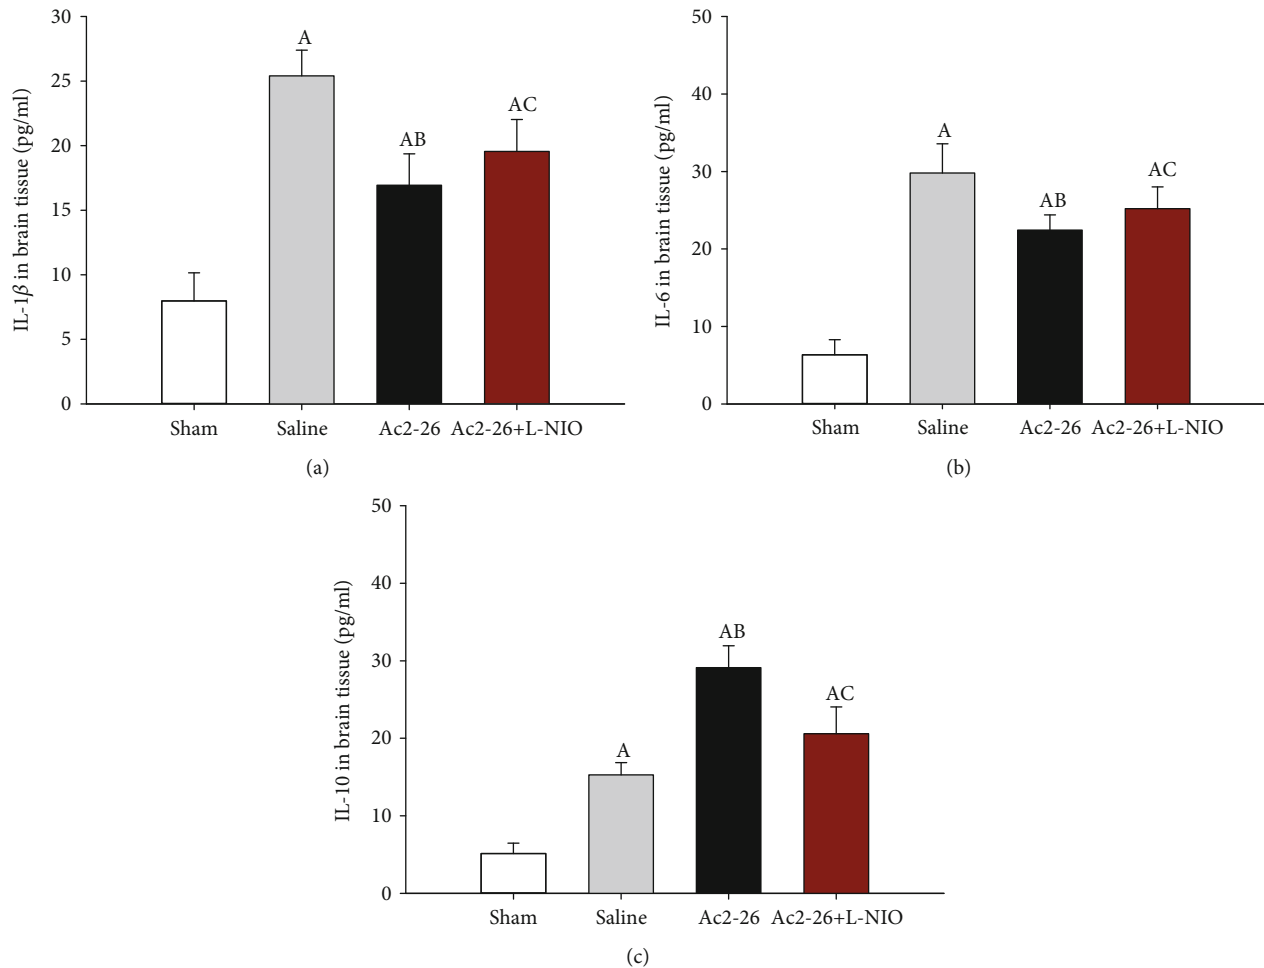 30
25
20
15
10
5
0
IL-1β in brain tissue (pg/ml)
A
AB
AC
Sham Saline Ac2-26 Ac2-26+L-NIO
(a)
50
40
30
20
10
0
IL-6 in brain tissue (pg/ml)
A
AB
AC
Sham Saline Ac2-26 Ac2-26+L-NIO
(b)
50
40
30
20
10
0
IL-10 in brain tissue (pg/ml)
A
AB
AC
Sham Saline Ac2-26 Ac2-26+L-NIO
(c)